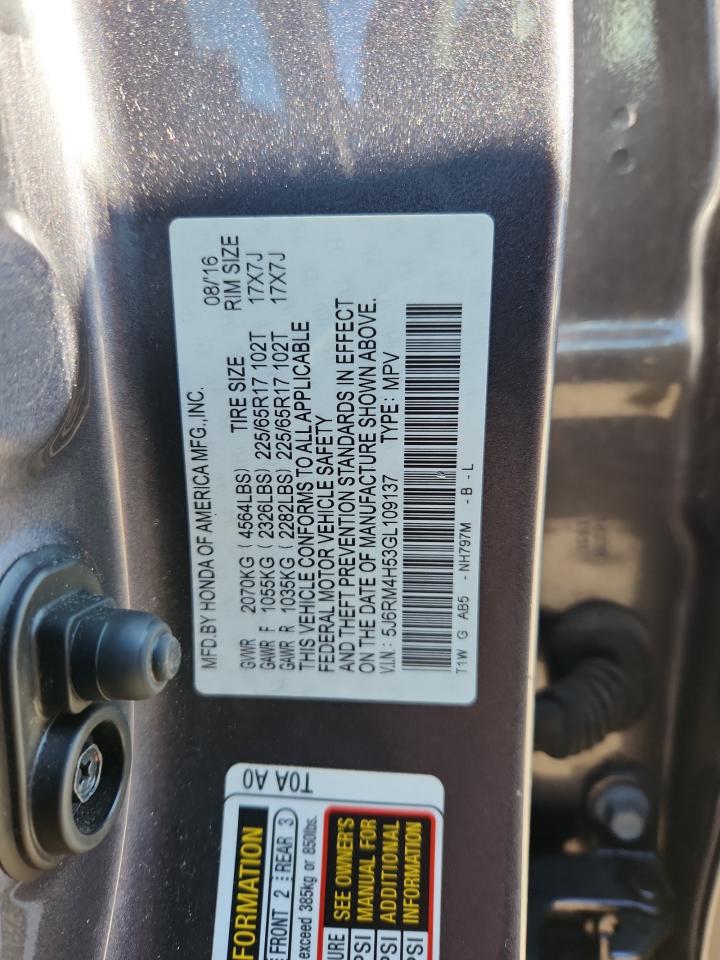 MFD.BY HONDA OF AMERICA MFG.,INC. 08/'16
GVWR 2070KG ( 4564LBS) TIRE SIZE RIM SIZE
GAWR F 1055KG ( 2326LBS) 225/65R17 102T 17X7J
GAWR R 1035KG ( 2282LBS) 225/65R17 102T 17X7J
THIS VEHICLE CONFORMS TO ALL APPLICABLE
FEDERAL MOTOR VEHICLE SAFETY
AND THEFT PREVENTION STANDARDS IN EFFECT
ON THE DATE OF MANUFACTURE SHOWN ABOVE.
V.I.N.: 5J6RM4H53GL109137 TYPE: MPV
T1W G AB5 - NH797M - B - L
T0A A0
FORMATION
FRONT 2 REAR 3
exceed 385kg or 850lbs.
URE SEE OWNER'S
PSI MANUAL FOR
PSI ADDITIONAL
PSI INFORMATION